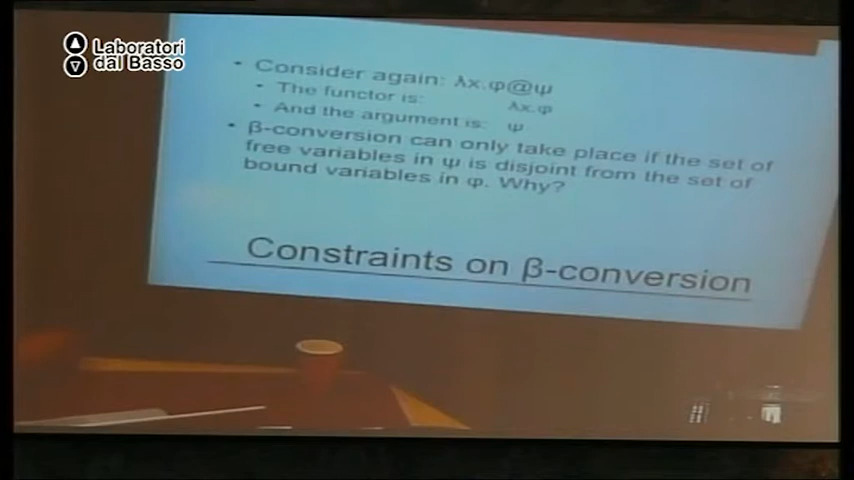 Laboratori
dal Basso
• Consider again: λx.φ@ψ
• The functor is: λx.φ
• And the argument is: ψ
• β-conversion can only take place if the set of
free variables in ψ is disjoint from the set of
bound variables in φ. Why?
Constraints on β-conversion